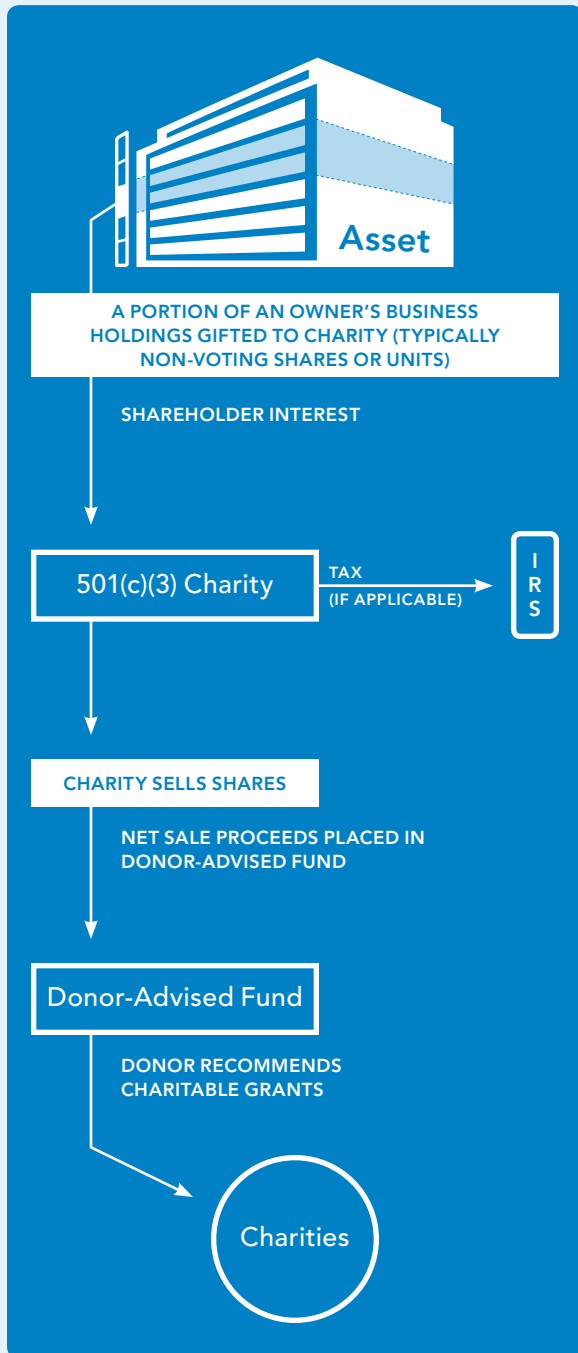 Asset
A PORTION OF AN OWNER'S BUSINESS
HOLDINGS GIFTED TO CHARITY (TYPICALLY
NON-VOTING SHARES OR UNITS)
SHAREHOLDER INTEREST
501(c)(3) Charity
TAX
(IF APPLICABLE)
I
R
S
CHARITY SELLS SHARES
NET SALE PROCEEDS PLACED IN
DONOR-ADVISED FUND
Donor-Advised Fund
DONOR RECOMMENDS
CHARITABLE GRANTS
Charities